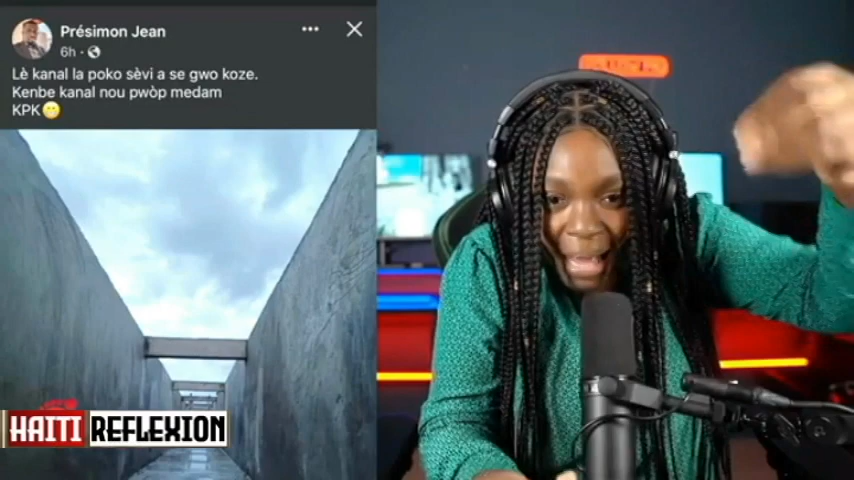 Présimon Jean
6h ·
Lè kanal la poko sèvi a se gwo koze.
Kenbe kanal nou pwòp medam
KPK😁
HAITI REFLEXION